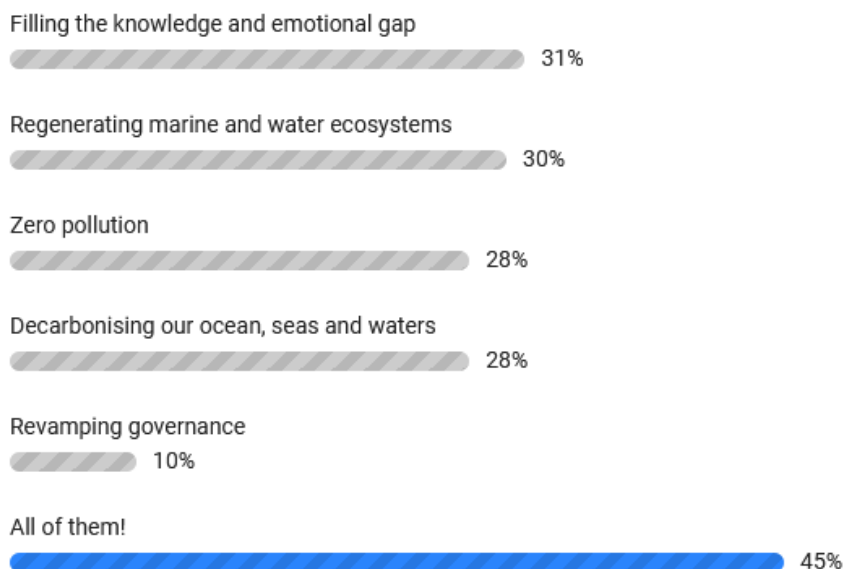 Filling the knowledge and emotional gap
31%
Regenerating marine and water ecosystems
30%
Zero pollution
28%
Decarbonising our ocean, seas and waters
28%
Revamping governance
10%
All of them!
45%